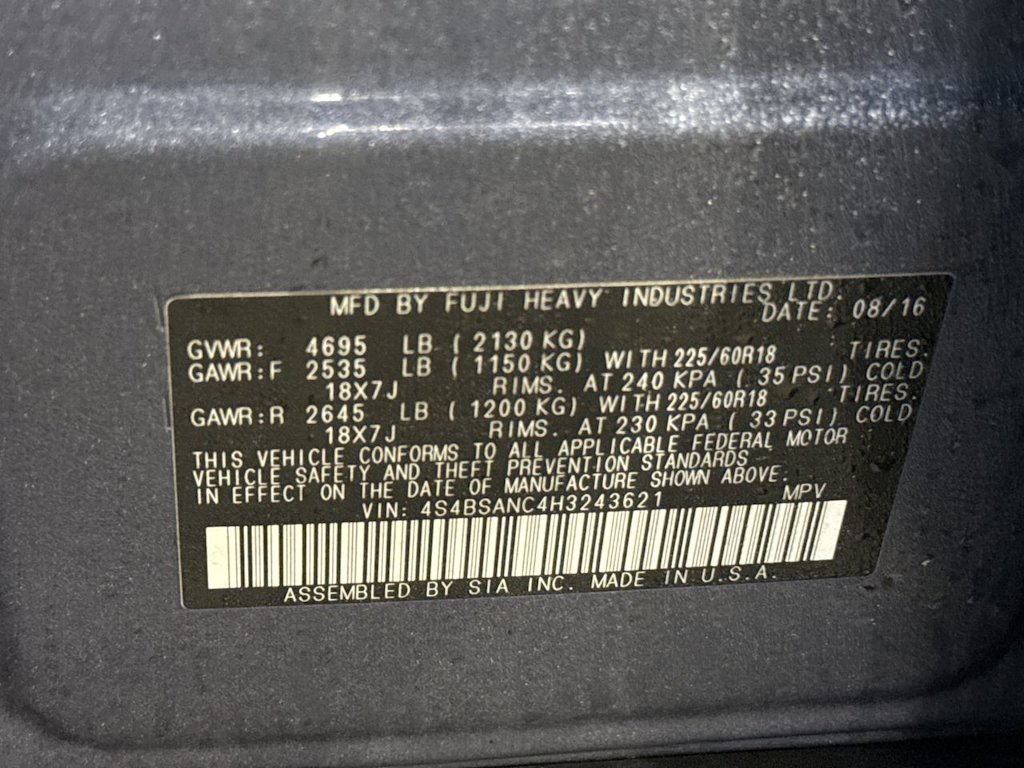 MFD BY FUJI HEAVY INDUSTRIES LTD.
DATE: 08/16
GVWR: 4695 LB ( 2130 KG)
GAWR:F 2535 LB ( 1150 KG) WITH 225/60R18 TIRES.
18X7J RIMS. AT 240 KPA ( 35 PSI) COLD
GAWR:R 2645 LB ( 1200 KG) WITH 225/60R18 TIRES.
18X7J RIMS. AT 230 KPA ( 33 PSI) COLD
THIS VEHICLE CONFORMS TO ALL APPLICABLE FEDERAL MOTOR
VEHICLE SAFETY AND THEFT PREVENTION STANDARDS
IN EFFECT ON THE DATE OF MANUFACTURE SHOWN ABOVE.
VIN: 4S4BSANC4H3243621 MPV
ASSEMBLED BY SIA INC. MADE IN U.S.A.